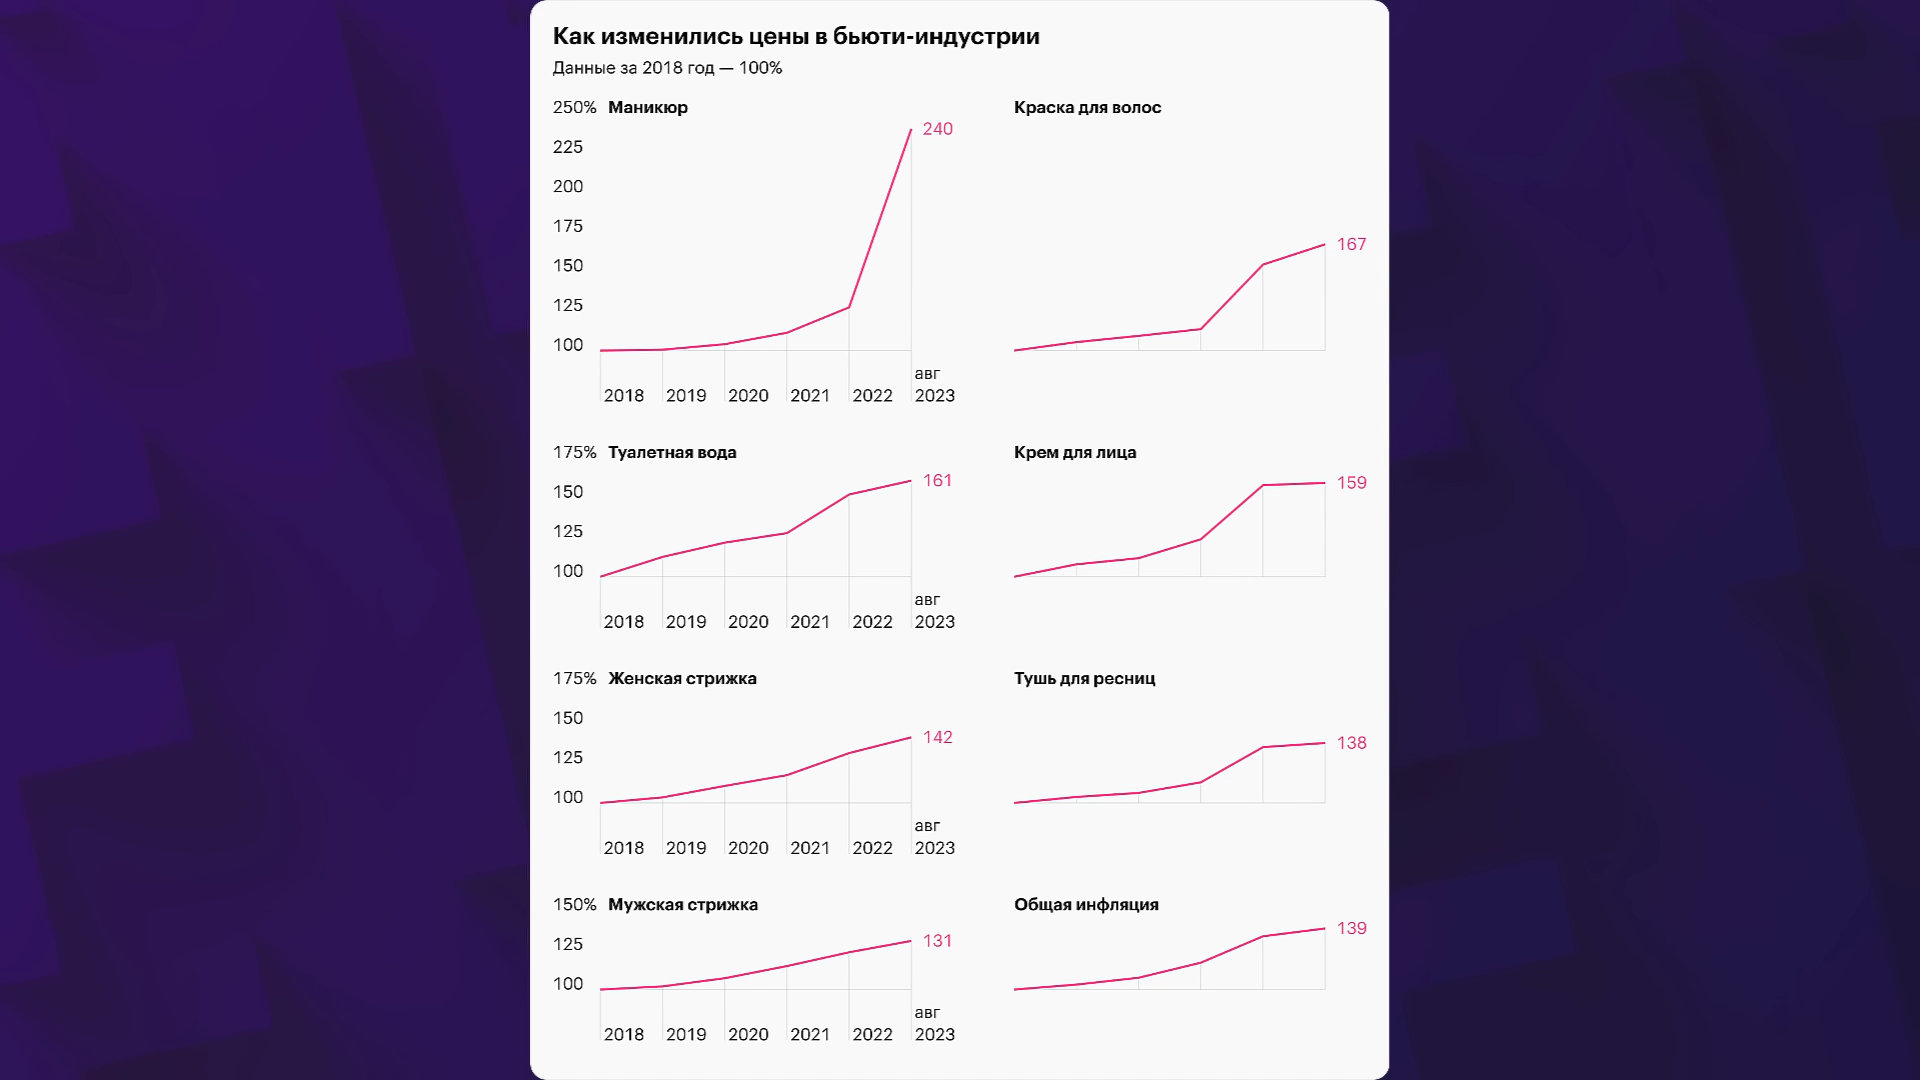 Как изменились цены в бьюти-индустрии
Данные за 2018 год — 100%
250% Маникюр
240
225
200
175
150
125
100
авг
2018 2019 2020 2021 2022 2023
Краска для волос
167
175% Туалетная вода
161
150
125
100
авг
2018 2019 2020 2021 2022 2023
Крем для лица
159
175% Женская стрижка
150
142
125
100
авг
2018 2019 2020 2021 2022 2023
Тушь для ресниц
138
150% Мужская стрижка
131
125
100
авг
2018 2019 2020 2021 2022 2023
Общая инфляция
139